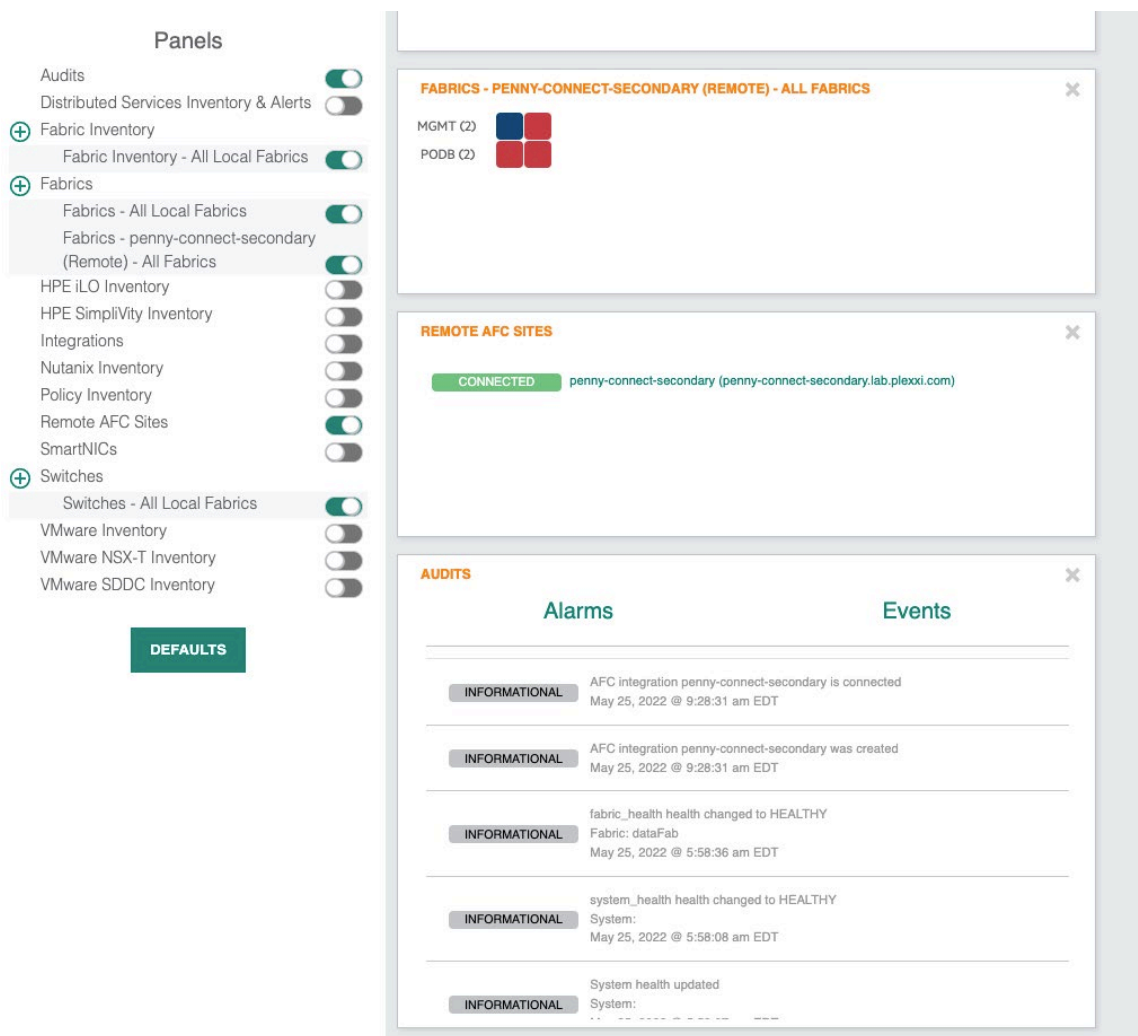 Panels
Audits
Distributed Services Inventory & Alerts
Fabric Inventory
Fabric Inventory - All Local Fabrics
Fabrics
Fabrics - All Local Fabrics
Fabrics - penny-connect-secondary
(Remote) - All Fabrics
HPE iLO Inventory
HPE SimpliVity Inventory
Integrations
Nutanix Inventory
Policy Inventory
Remote AFC Sites
SmartNICs
Switches
Switches - All Local Fabrics
VMware Inventory
VMware NSX-T Inventory
VMware SDDC Inventory
DEFAULTS
FABRICS - PENNY-CONNECT-SECONDARY (REMOTE) - ALL FABRICS
MGMT (2)
PODB (2)
REMOTE AFC SITES
CONNECTED penny-connect-secondary (penny-connect-secondary.lab.plexxi.com)
AUDITS
Alarms Events
INFORMATIONAL
AFC integration penny-connect-secondary is connected
May 25, 2022 @ 9:28:31 am EDT
INFORMATIONAL
AFC integration penny-connect-secondary was created
May 25, 2022 @ 9:28:31 am EDT
INFORMATIONAL
fabric_health health changed to HEALTHY
Fabric: dataFab
May 25, 2022 @ 5:58:36 am EDT
INFORMATIONAL
system_health health changed to HEALTHY
System:
May 25, 2022 @ 5:58:08 am EDT
INFORMATIONAL
System health updated
System: